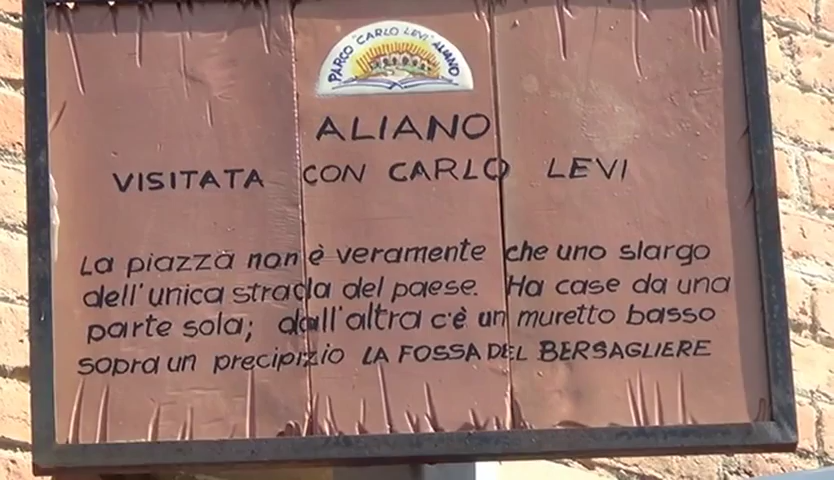 PARCO "CARLO LEVI" ALIANO
ALIANO
VISITATA CON CARLO LEVI
La piazza non è veramente che uno slargo
dell'unica strada del paese. Ha case da una
parte sola; dall'altra c'è un muretto basso
sopra un precipizio LA FOSSA DEL BERSAGLIERE